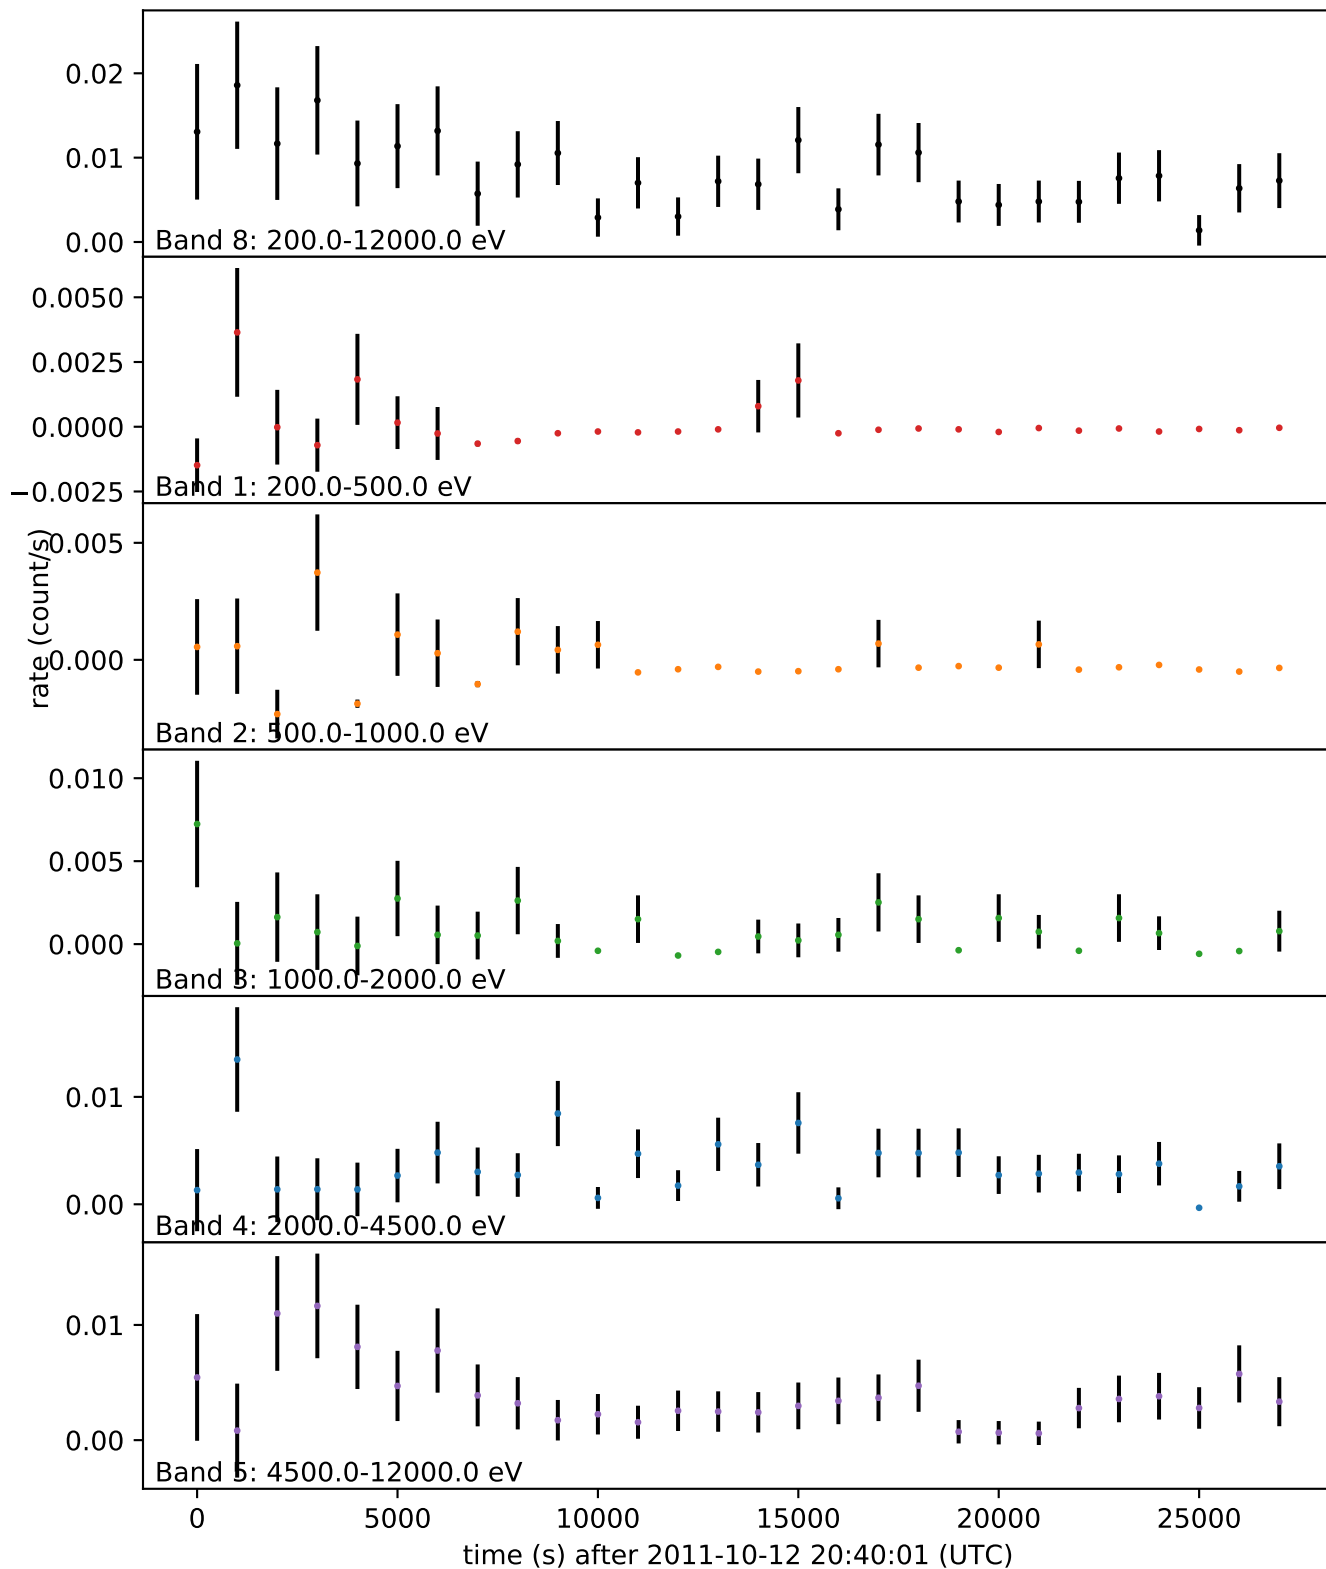 0.02
0.01
0.00
Band 8: 200.0-12000.0 eV
0.0050
0.0025
0.0000
−0.0025
Band 1: 200.0-500.0 eV
rate (count/s)
0.005
0.000
Band 2: 500.0-1000.0 eV
0.010
0.005
0.000
Band 3: 1000.0-2000.0 eV
0.01
0.00
Band 4: 2000.0-4500.0 eV
0.01
0.00
Band 5: 4500.0-12000.0 eV
0 5000 10000 15000 20000 25000
time (s) after 2011-10-12 20:40:01 (UTC)